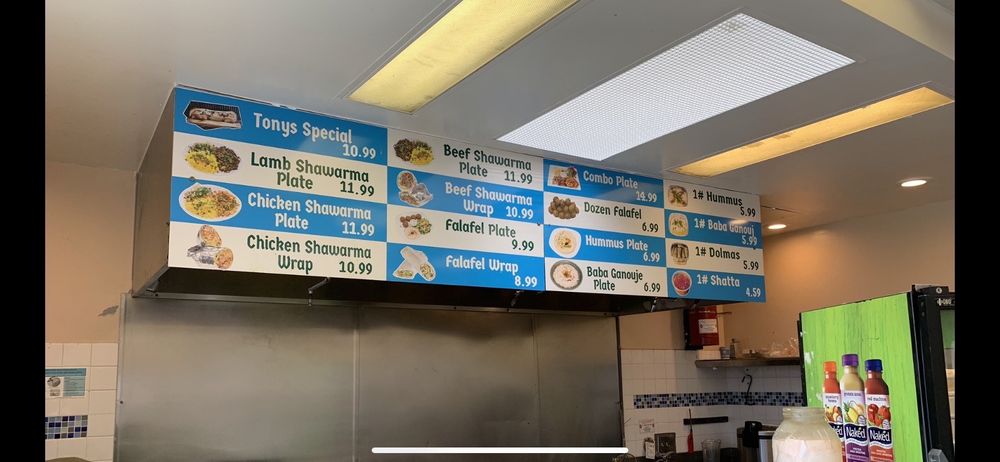 Tonys Special
10.99
Lamb Shawarma
Plate 11.99
Chicken Shawarma
Plate 11.99
Chicken Shawarma
Wrap 10.99
Beef Shawarma
Plate 11.99
Beef Shawarma
Wrap 10.99
Falafel Plate
9.99
Falafel Wrap
8.99
Combo Plate
14.99
Dozen Falafel
6.99
Hummus Plate
6.99
Baba Ganouje
Plate 6.99
1# Hummus
5.99
1# Baba Ganouj
5.99
1# Dolmas
5.99
1# Shatta
4.59
Naked
Naked
Naked